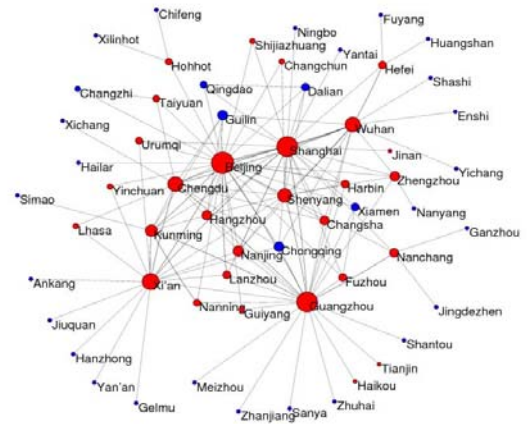 Chifeng
Fuyang
Xilinhot
Ningbo
Shijiazhuang
Huangshan
Yantai
Hohhot
Changchun
Hefei
Shashi
Changzhi
Qingdao
Dalian
Taiyuan
Guilin
Wuhan
Enshi
Xichang
Urumqi
Shanghai
Jinan
Hailar
Beijing
Zhengzhou
Yichang
Yinchuan
Chengdu
Shenyang
Harbin
Simao
Xiamen
Nanyang
Lhasa
Hangzhou
Changsha
Ganzhou
Kunming
Nanjing
Chongqing
Nanchang
Ankang
Xi'an
Lanzhou
Fuzhou
Jiuquan
Nanning
Guiyang
Guangzhou
Jingdezhen
Hanzhong
Shantou
Tianjin
Yan'an
Meizhou
Haikou
Gelmu
Zhanjiang
Sanya
Zhuhai